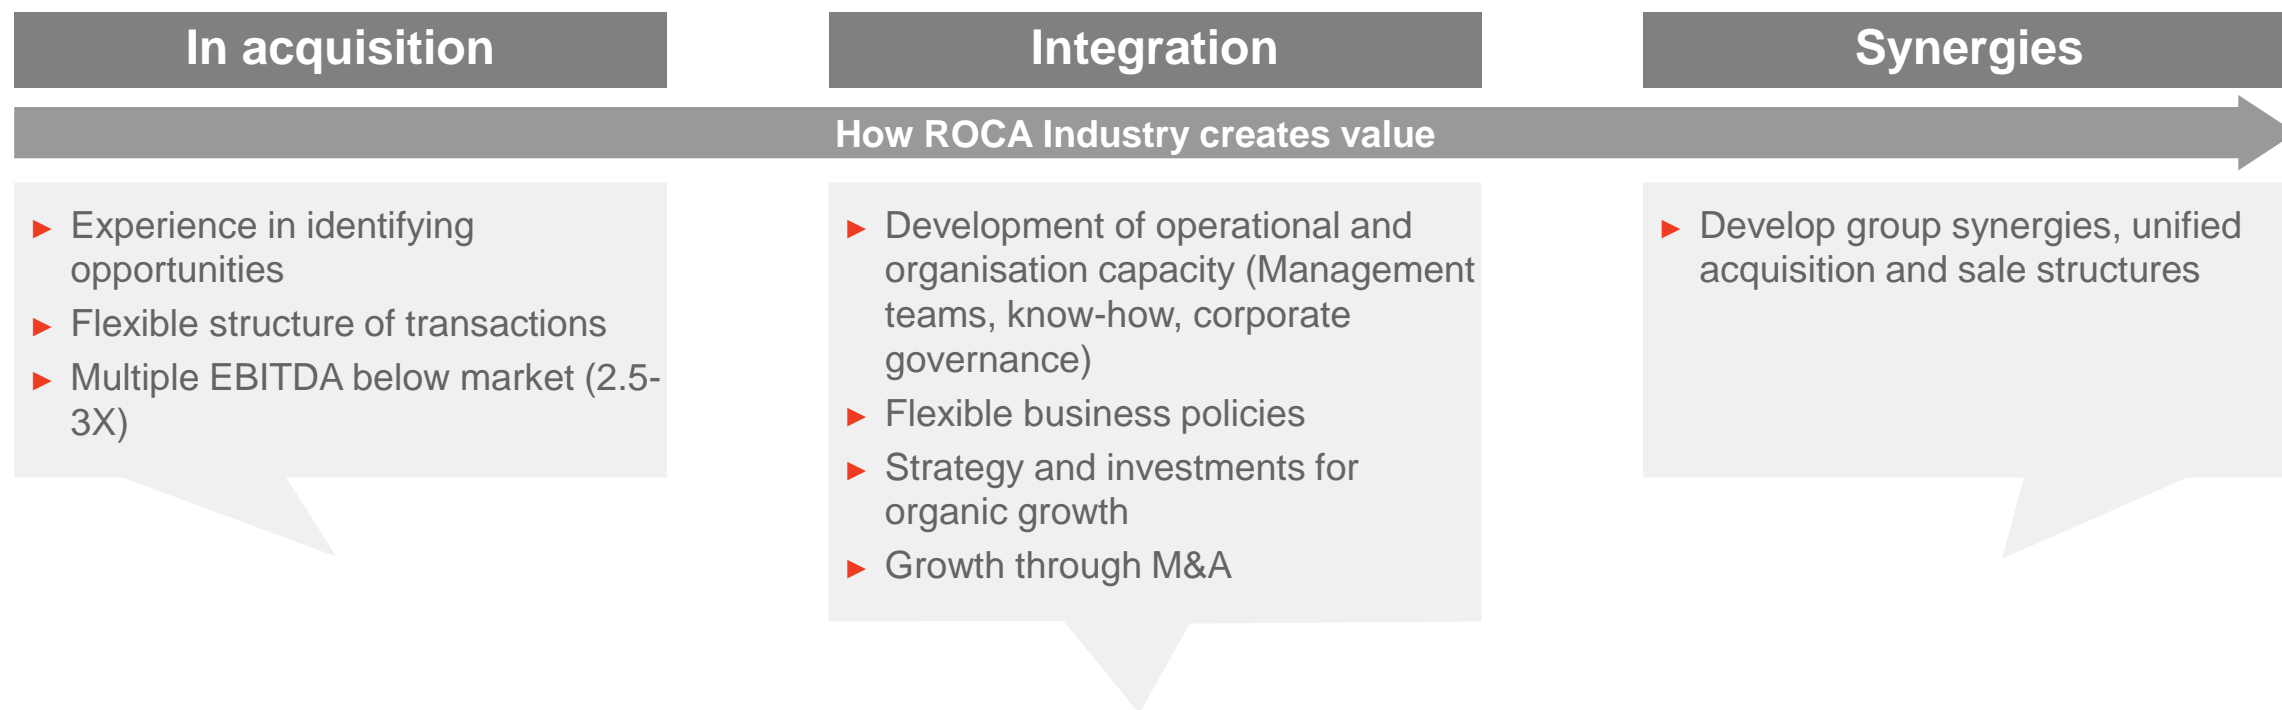 In acquisition
Integration
Synergies
How ROCA Industry creates value
► Experience in identifying
opportunities
► Flexible structure of transactions
► Multiple EBITDA below market (2.5-
3X)
► Development of operational and
organisation capacity (Management
teams, know-how, corporate
governance)
► Flexible business policies
► Strategy and investments for
organic growth
► Growth through M&A
► Develop group synergies, unified
acquisition and sale structures